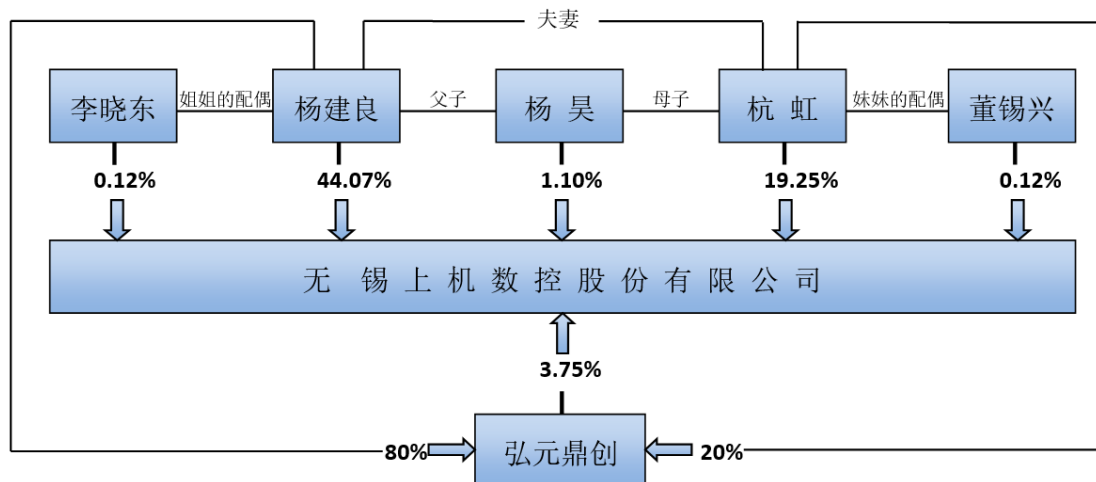 夫妻
李晓东
姐姐的配偶
杨建良
父子
杨 昊
母子
杭 虹
妹妹的配偶
董锡兴
0.12%
44.07%
1.10%
19.25%
0.12%
无 锡 上 机 数 控 股 份 有 限 公 司
3.75%
80%
弘元鼎创
20%